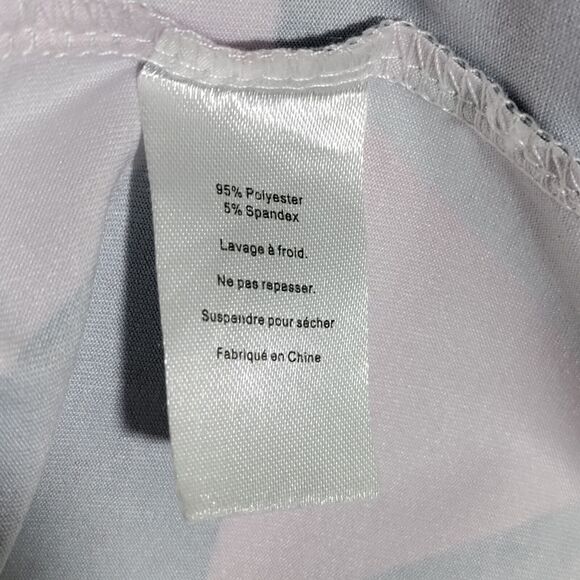 95% Polyester
5% Spandex
Lavage à froid.
Ne pas repasser.
Suspendre pour sécher
Fabriqué en Chine